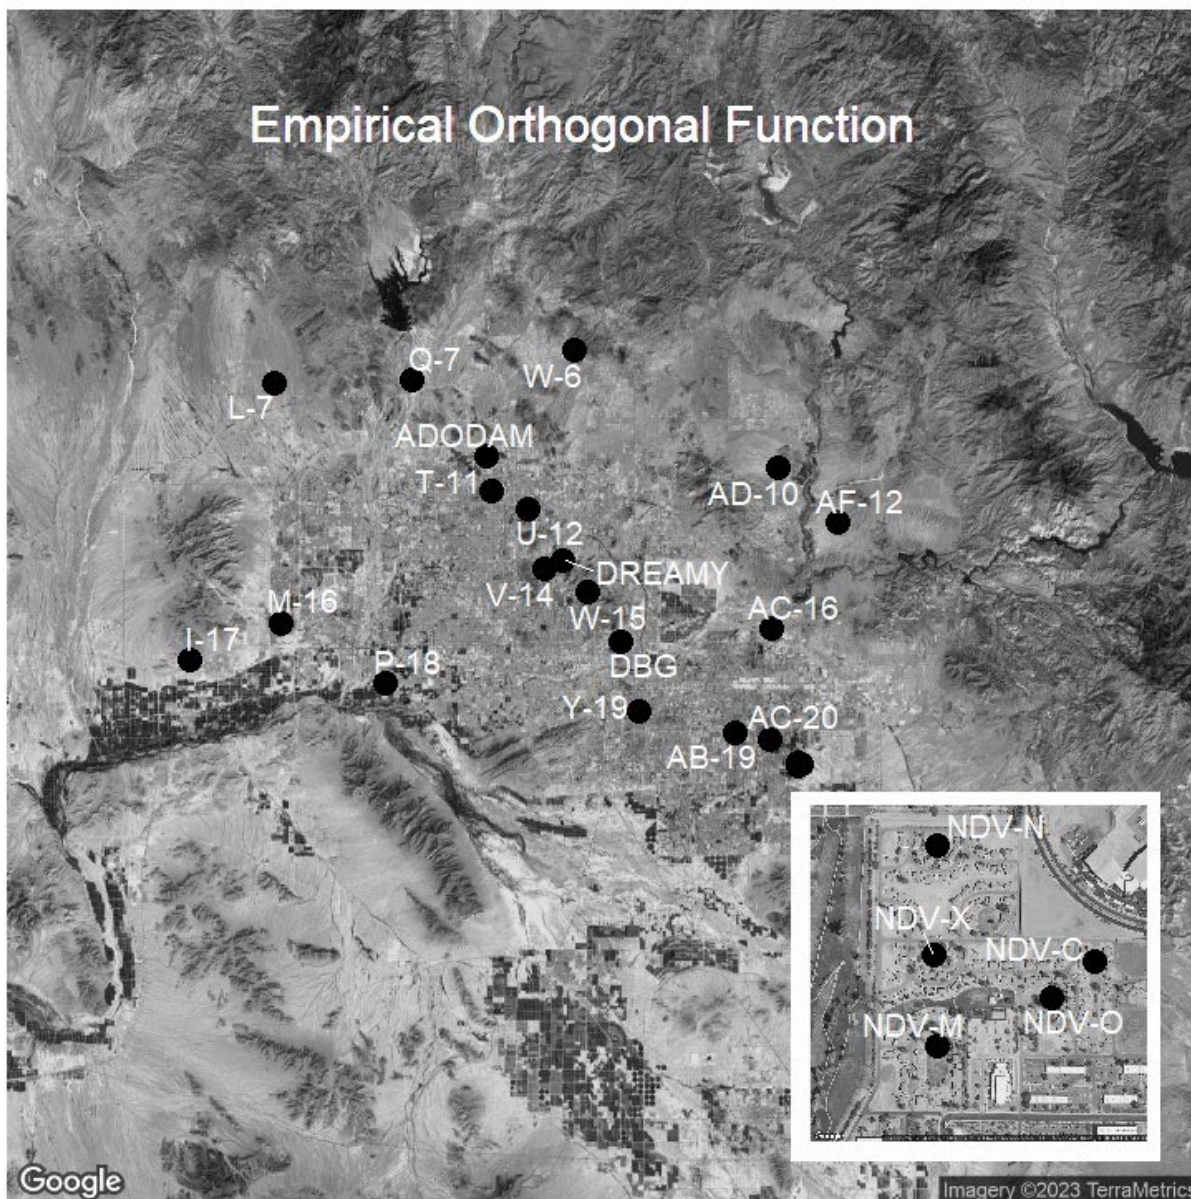 Empirical Orthogonal Function
Q-7
W-6
L-7
ADODAM
T-11
AD-10
AF-12
U-12
DREAMY
V-14
M-16
W-15
AC-16
I-17
P-18
DBG
Y-19
AC-20
AB-19
NDV-N
NDV-X
NDV-C
NDV-M
NDV-O
Google
Imagery ©2023 TerraMetrics